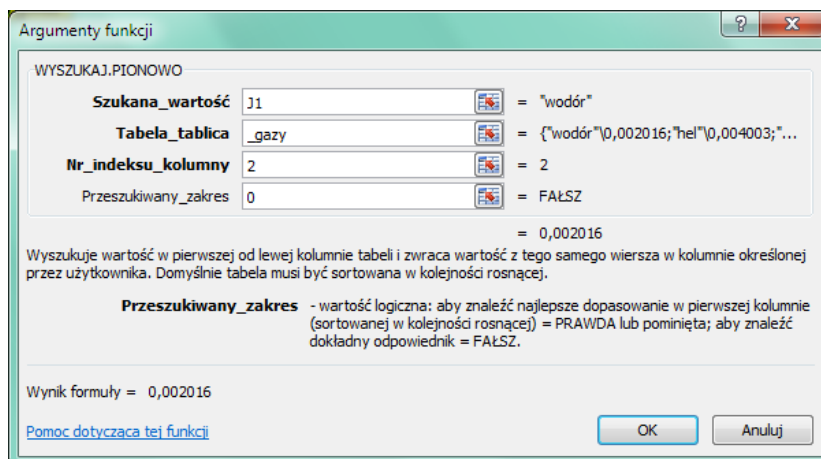 Argumenty funkcji
WYSZUKAJ.PIONOWO
Szukana_wartość J1 = "wodór"
Tabela_tablica _gazy = {"wodór"\0,002016;"hel"\0,004003;"...
Nr_indeksu_kolumny 2 = 2
Przeszukiwany_zakres 0 = FAŁSZ
= 0,002016
Wyszukuje wartość w pierwszej od lewej kolumnie tabeli i zwraca wartość z tego samego wiersza w kolumnie określonej
przez użytkownika. Domyślnie tabela musi być sortowana w kolejności rosnącej.
Przeszukiwany_zakres - wartość logiczna: aby znaleźć najlepsze dopasowanie w pierwszej kolumnie
(sortowanej w kolejności rosnącej) = PRAWDA lub pominięta; aby znaleźć
dokładny odpowiednik = FAŁSZ.
Wynik formuły = 0,002016
Pomoc dotycząca tej funkcji
OK Anuluj